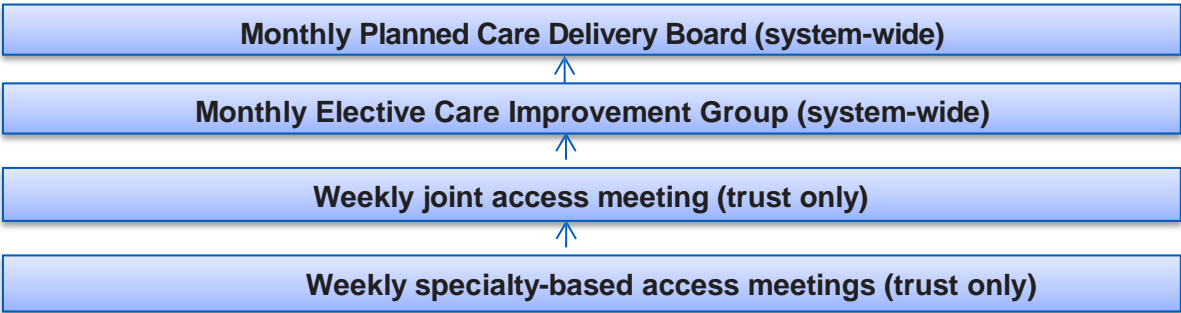 Monthly Planned Care Delivery Board (system-wide)
Monthly Elective Care Improvement Group (system-wide)
Weekly joint access meeting (trust only)
Weekly specialty-based access meetings (trust only)